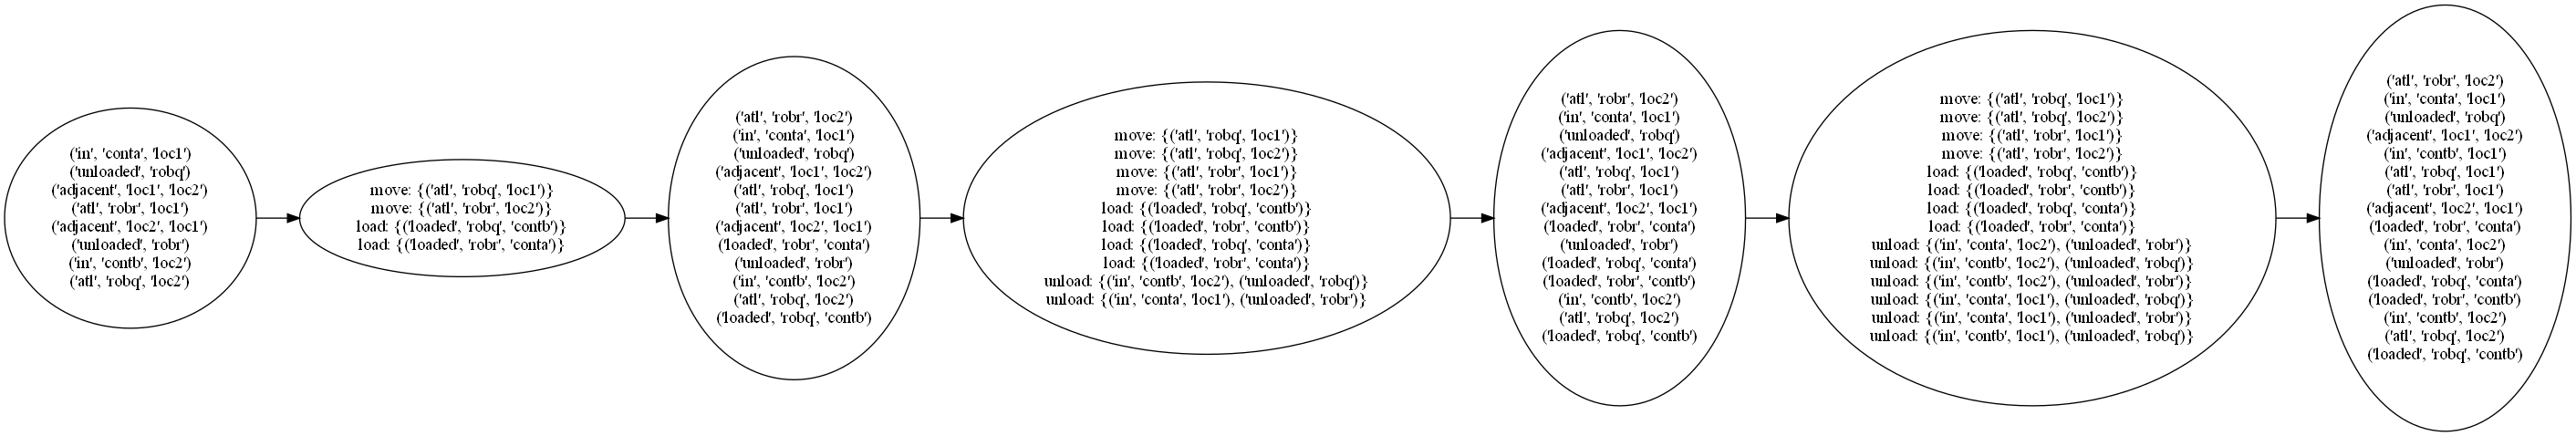 ('in', 'conta', 'loc1')
('unloaded', 'robq')
('adjacent', 'loc1', 'loc2')
('atl', 'robr', 'loc1')
('adjacent', 'loc2', 'loc1')
('unloaded', 'robr')
('in', 'contb', 'loc2')
('atl', 'robq', 'loc2')
move: {('atl', 'robq', 'loc1')}
move: {('atl', 'robr', 'loc2')}
load: {('loaded', 'robq', 'contb')}
load: {('loaded', 'robr', 'conta')}
('atl', 'robr', 'loc2')
('in', 'conta', 'loc1')
('unloaded', 'robq')
('adjacent', 'loc1', 'loc2')
('atl', 'robq', 'loc1')
('atl', 'robr', 'loc1')
('adjacent', 'loc2', 'loc1')
('loaded', 'robr', 'conta')
('unloaded', 'robr')
('in', 'contb', 'loc2')
('atl', 'robq', 'loc2')
('loaded', 'robq', 'contb')
move: {('atl', 'robq', 'loc1')}
move: {('atl', 'robq', 'loc2')}
move: {('atl', 'robr', 'loc1')}
move: {('atl', 'robr', 'loc2')}
load: {('loaded', 'robq', 'contb')}
load: {('loaded', 'robr', 'contb')}
load: {('loaded', 'robq', 'conta')}
load: {('loaded', 'robr', 'conta')}
unload: {('in', 'contb', 'loc2'), ('unloaded', 'robq')}
unload: {('in', 'conta', 'loc1'), ('unloaded', 'robr')}
('atl', 'robr', 'loc2')
('in', 'conta', 'loc1')
('unloaded', 'robq')
('adjacent', 'loc1', 'loc2')
('atl', 'robq', 'loc1')
('atl', 'robr', 'loc1')
('adjacent', 'loc2', 'loc1')
('loaded', 'robr', 'conta')
('unloaded', 'robr')
('loaded', 'robq', 'conta')
('loaded', 'robr', 'contb')
('in', 'contb', 'loc2')
('atl', 'robq', 'loc2')
('loaded', 'robq', 'contb')
move: {('atl', 'robq', 'loc1')}
move: {('atl', 'robq', 'loc2')}
move: {('atl', 'robr', 'loc1')}
move: {('atl', 'robr', 'loc2')}
load: {('loaded', 'robq', 'contb')}
load: {('loaded', 'robr', 'contb')}
load: {('loaded', 'robq', 'conta')}
load: {('loaded', 'robr', 'conta')}
unload: {('in', 'conta', 'loc2'), ('unloaded', 'robr')}
unload: {('in', 'contb', 'loc2'), ('unloaded', 'robq')}
unload: {('in', 'contb', 'loc2'), ('unloaded', 'robr')}
unload: {('in', 'conta', 'loc1'), ('unloaded', 'robq')}
unload: {('in', 'conta', 'loc1'), ('unloaded', 'robr')}
unload: {('in', 'contb', 'loc1'), ('unloaded', 'robq')}
('atl', 'robr', 'loc2')
('in', 'conta', 'loc1')
('unloaded', 'robq')
('adjacent', 'loc1', 'loc2')
('in', 'contb', 'loc1')
('atl', 'robq', 'loc1')
('atl', 'robr', 'loc1')
('adjacent', 'loc2', 'loc1')
('loaded', 'robr', 'conta')
('in', 'conta', 'loc2')
('unloaded', 'robr')
('loaded', 'robq', 'conta')
('loaded', 'robr', 'contb')
('in', 'contb', 'loc2')
('atl', 'robq', 'loc2')
('loaded', 'robq', 'contb')